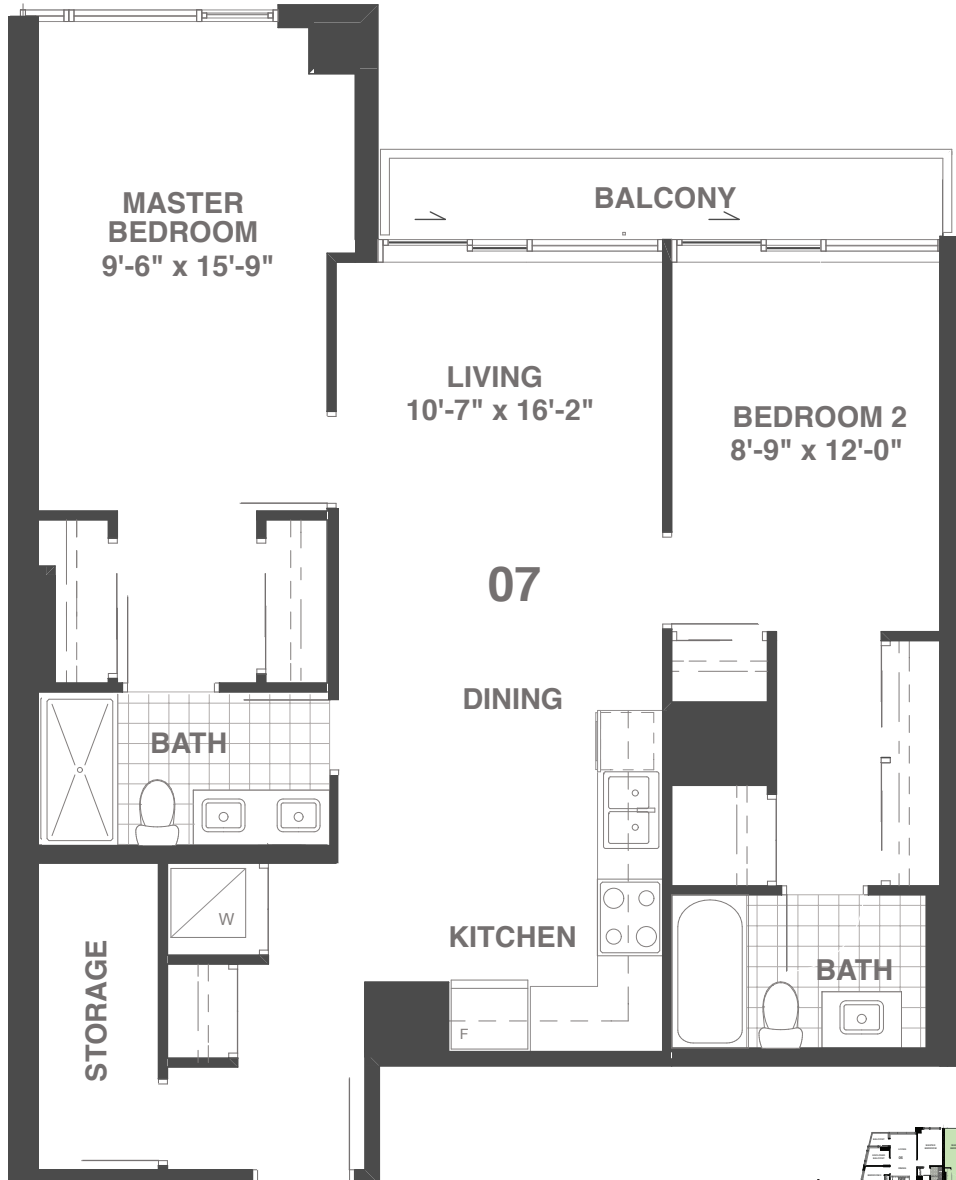 BALCONY
MASTER
BEDROOM
9'-6" x 15'-9"
LIVING
10'-7" x 16'-2"
BEDROOM 2
8'-9" x 12'-0"
07
DINING
BATH
W
KITCHEN
STORAGE
BATH
F